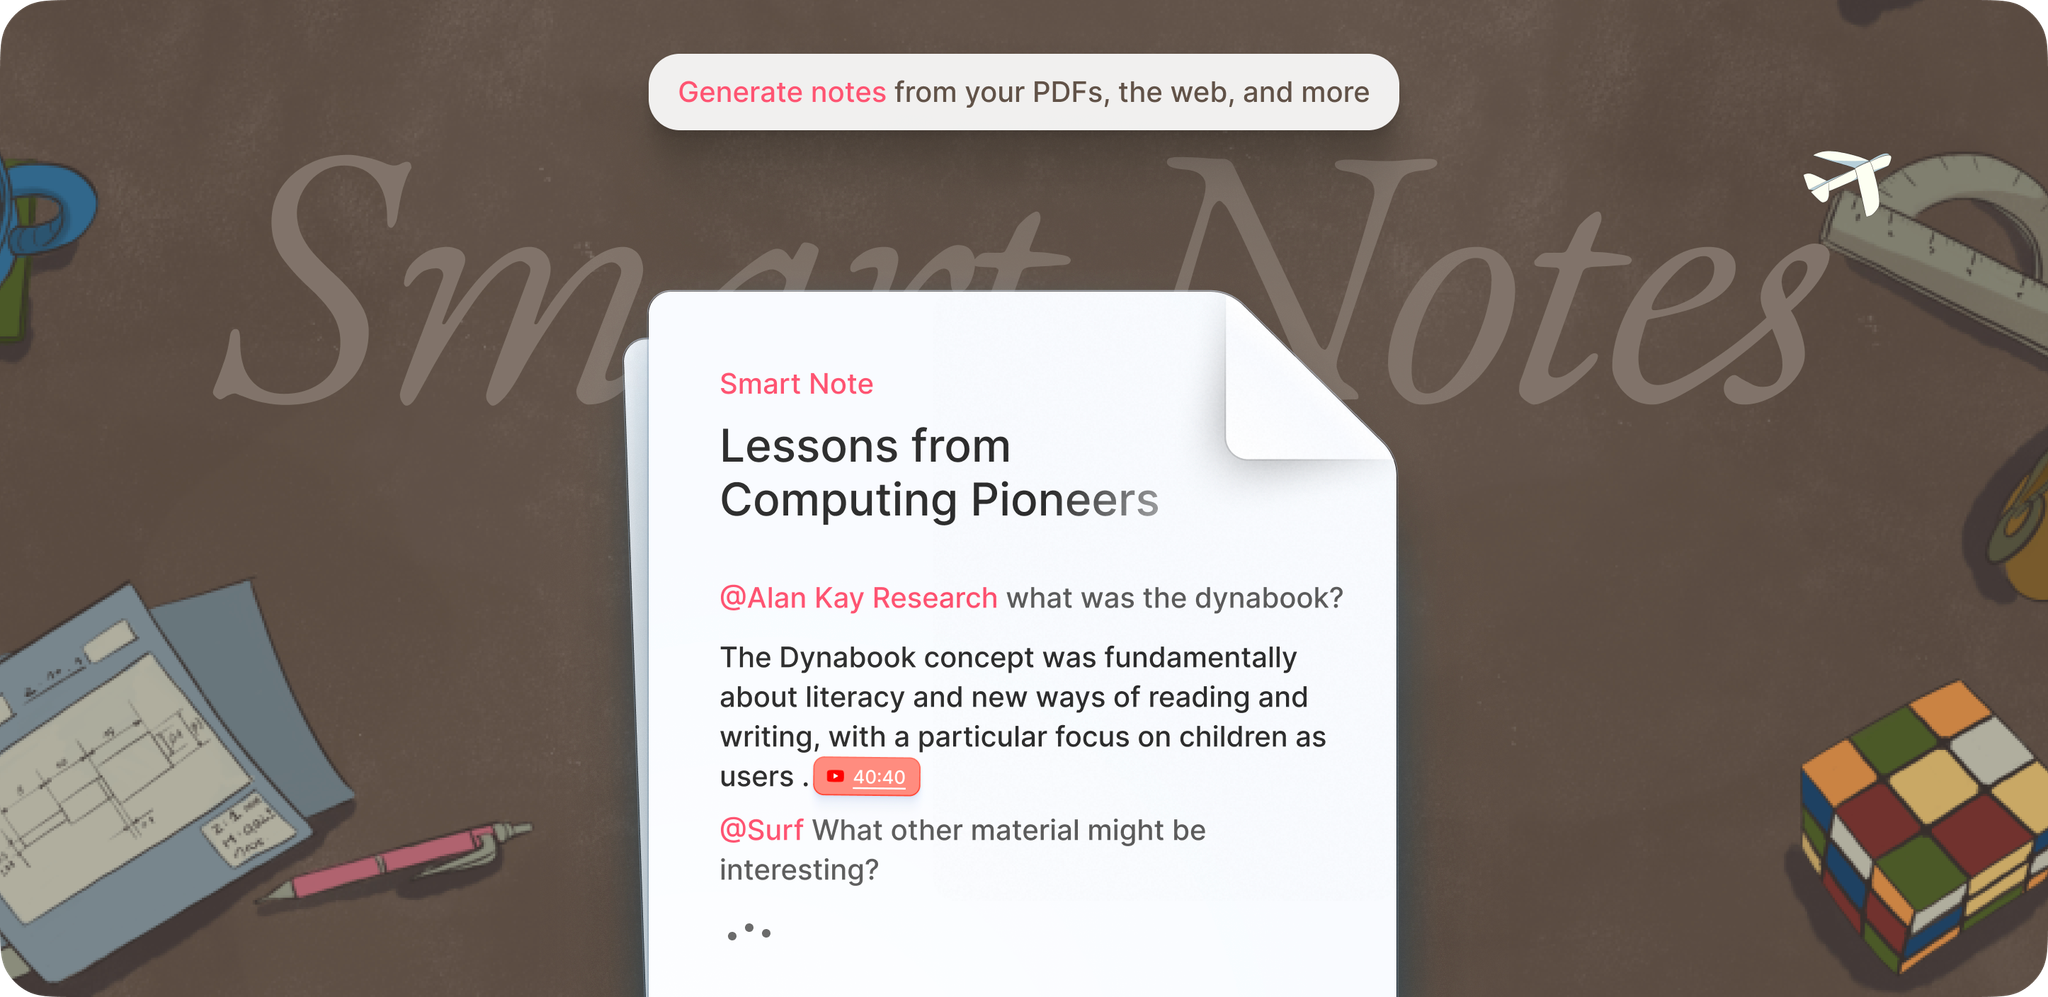 Generate notes from your PDFs, the web, and more
Smart Notes
Smart Note
Lessons from
Computing Pioneers
@Alan Kay Research what was the dynabook?
The Dynabook concept was fundamentally
about literacy and new ways of reading and
writing, with a particular focus on children as
users . 40:40
@Surf What other material might be
interesting?